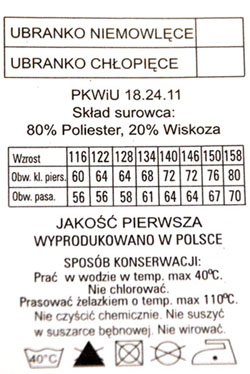 UBRANKO NIEMOWLĘCE
UBRANKO CHŁOPIĘCE
PKWiU 18.24.11
Skład surowca:
80% Poliester, 20% Wiskoza
Wzrost 116 122 128 134 140 146 150 158
Obw. kl. piers. 60 64 64 68 72 72 76 80
Obw. pasa. 56 56 58 61 64 67 67 70
JAKOŚĆ PIERWSZA
WYPRODUKOWANO W POLSCE
SPOSÓB KONSERWACJI:
Prać w wodzie w temp. max 40°C.
Nie chlorować.
Prasować żelazkiem o temp. max 110°C.
Nie czyścić chemicznie. Nie suszyć
w suszarce bębnowej. Nie wirować.
40°C